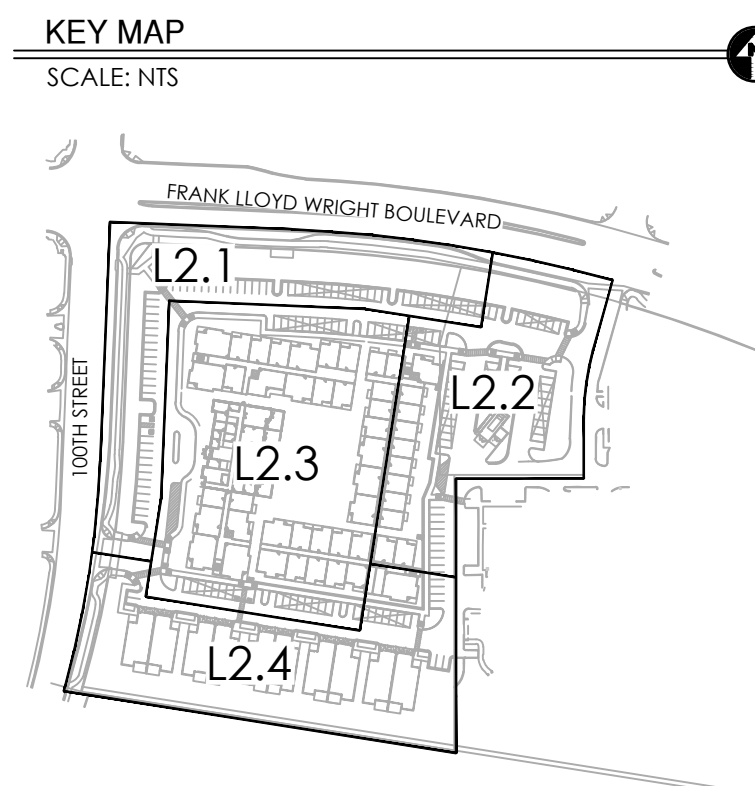 KEY MAP
SCALE: NTS
FRANK LLOYD WRIGHT BOULEVARD
L2.1
100TH STREET
L2.2
L2.3
L2.4